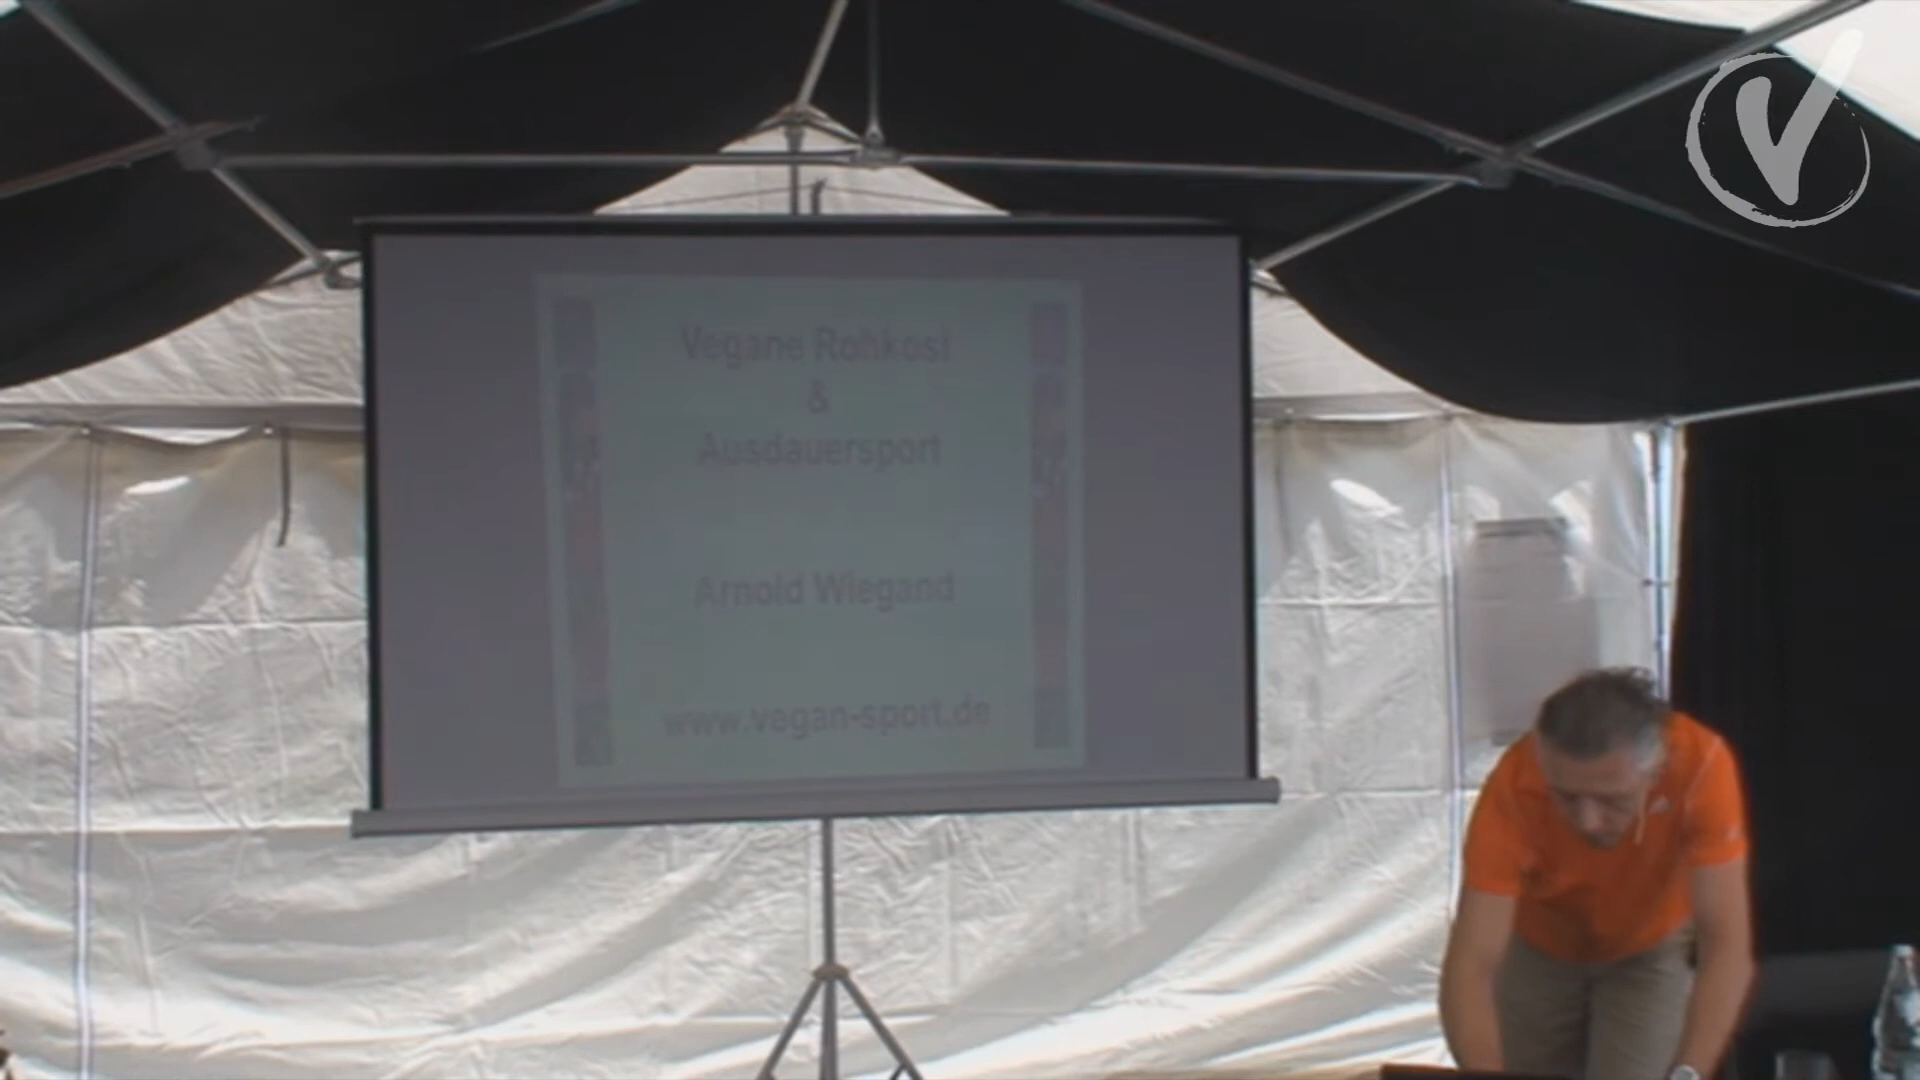 Vegane Rohkost
&
Ausdauersport
Arnold Wiegand
www.vegan-sport.de